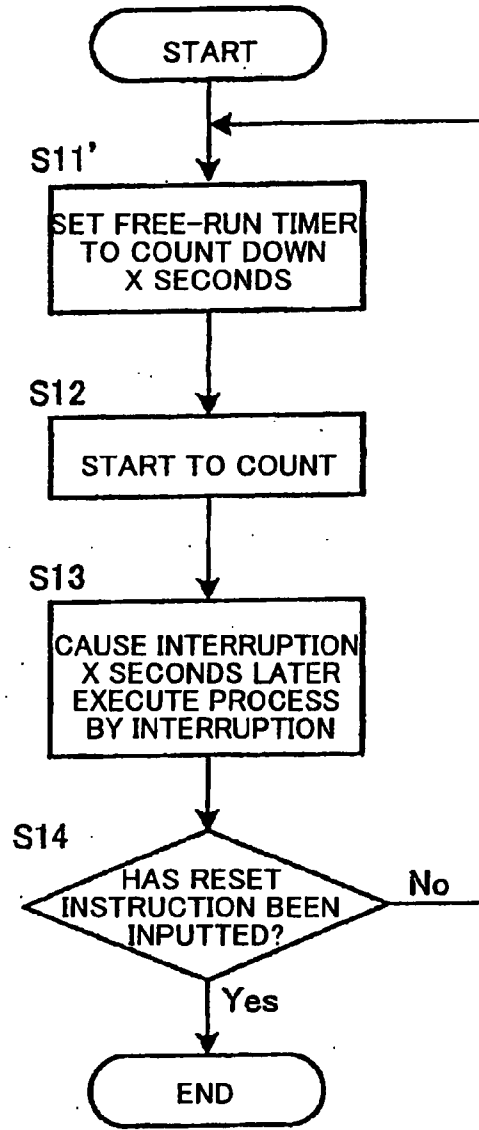 START
S11'
SET FREE-RUN TIMER
TO COUNT DOWN
X SECONDS
S12
START TO COUNT
S13
CAUSE INTERRUPTION
X SECONDS LATER
EXECUTE PROCESS
BY INTERRUPTION
S14
HAS RESET
INSTRUCTION BEEN
INPUTTED?
No
Yes
END